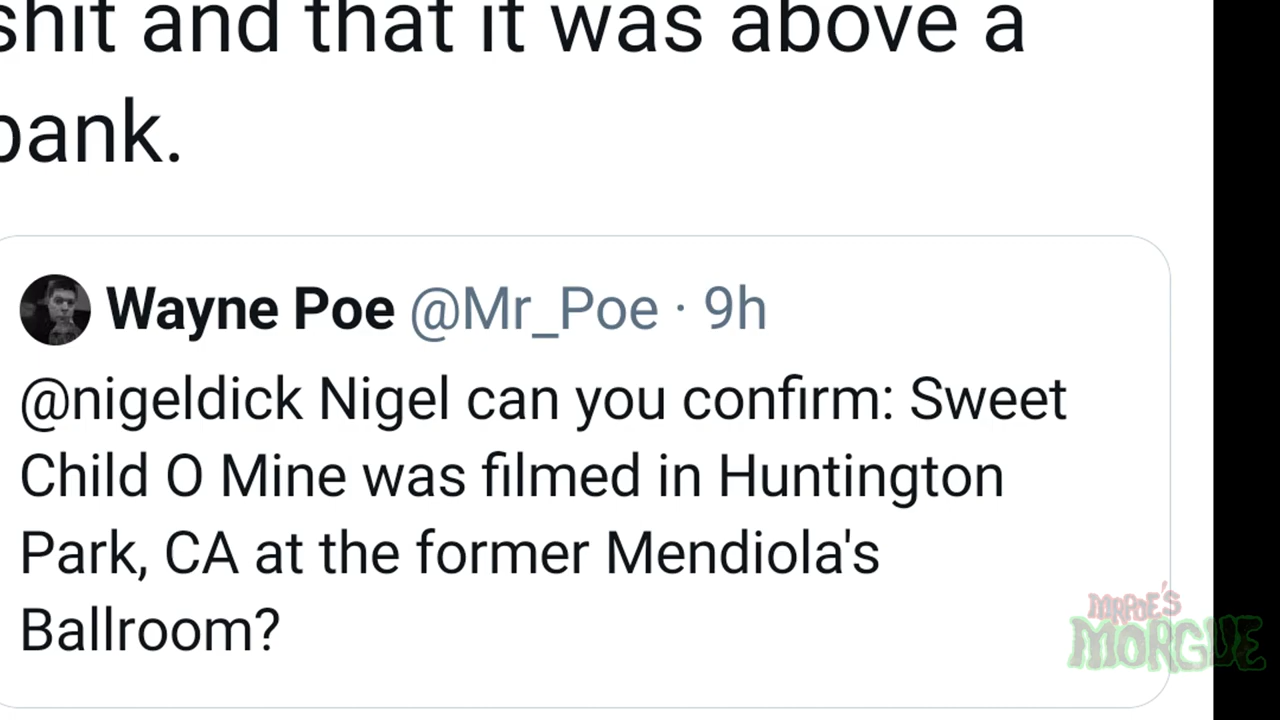 shit and that it was above a
bank.
Wayne Poe @Mr_Poe · 9h
@nigeldick Nigel can you confirm: Sweet
Child O Mine was filmed in Huntington
Park, CA at the former Mendiola's
Ballroom?
MRPOE'S
MORGUE